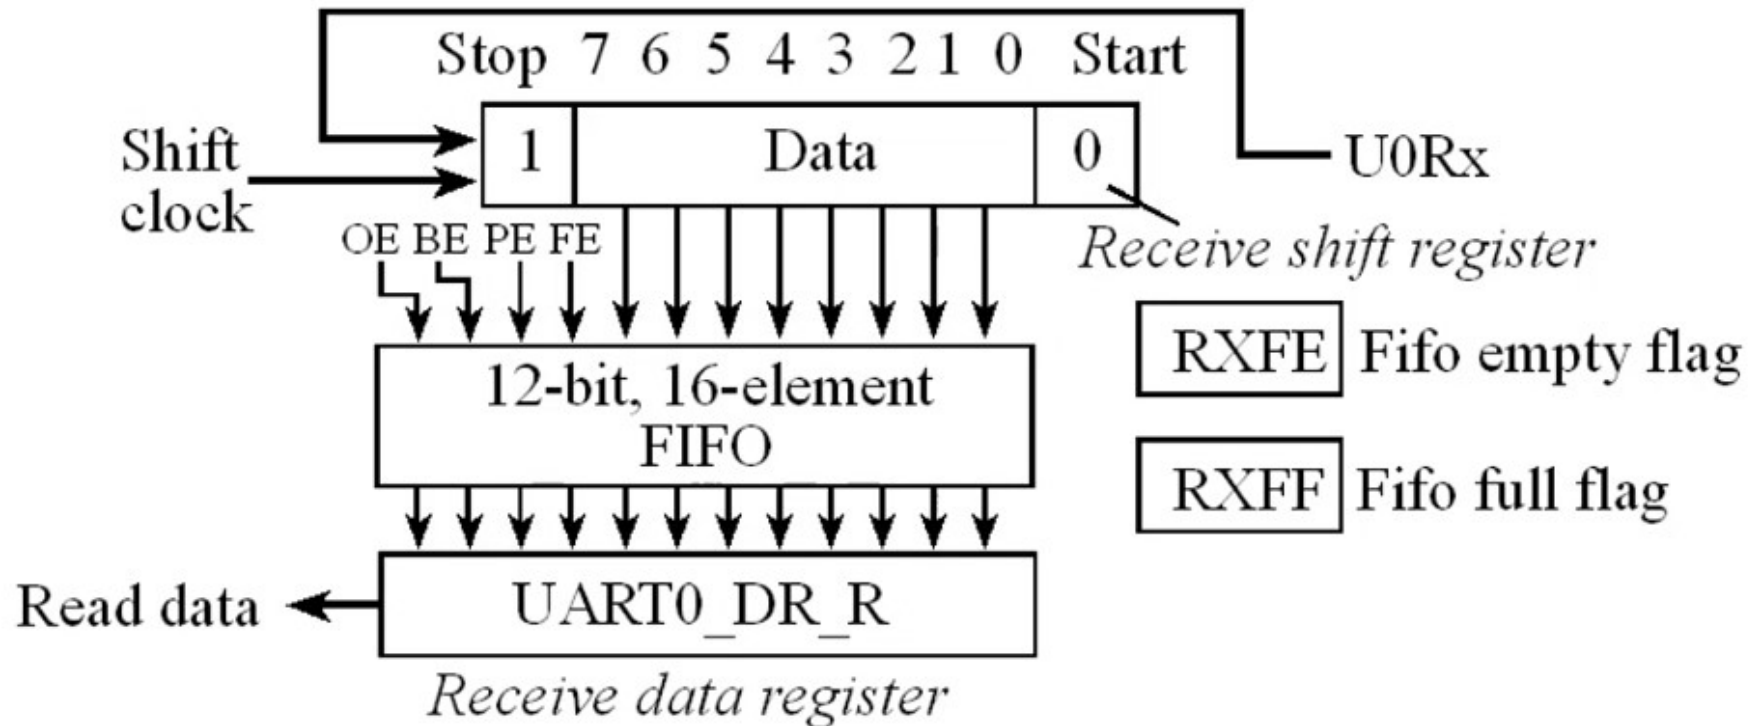 Stop 7 6 5 4 3 2 1 0 Start
Shift
clock
1 Data 0
U0Rx
OE BE PE FE
Receive shift register
12-bit, 16-element
FIFO
RXFE Fifo empty flag
RXFF Fifo full flag
Read data
UART0_DR_R
Receive data register